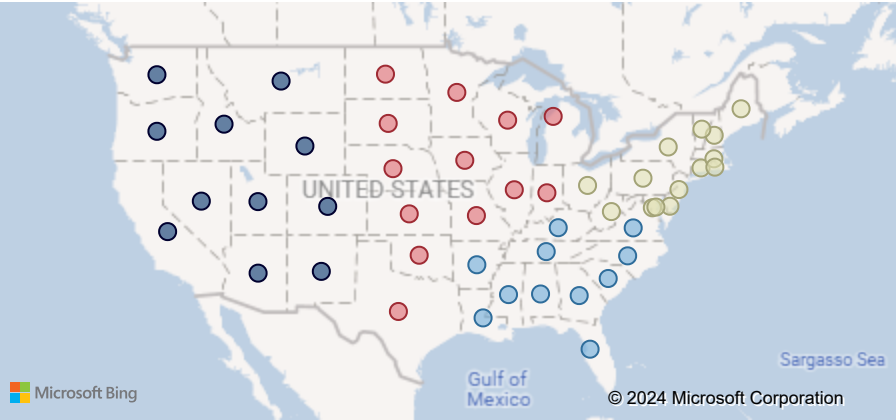 UNITED STATES
Sargasso Sea
Gulf of
Mexico
Microsoft Bing
© 2024 Microsoft Corporation